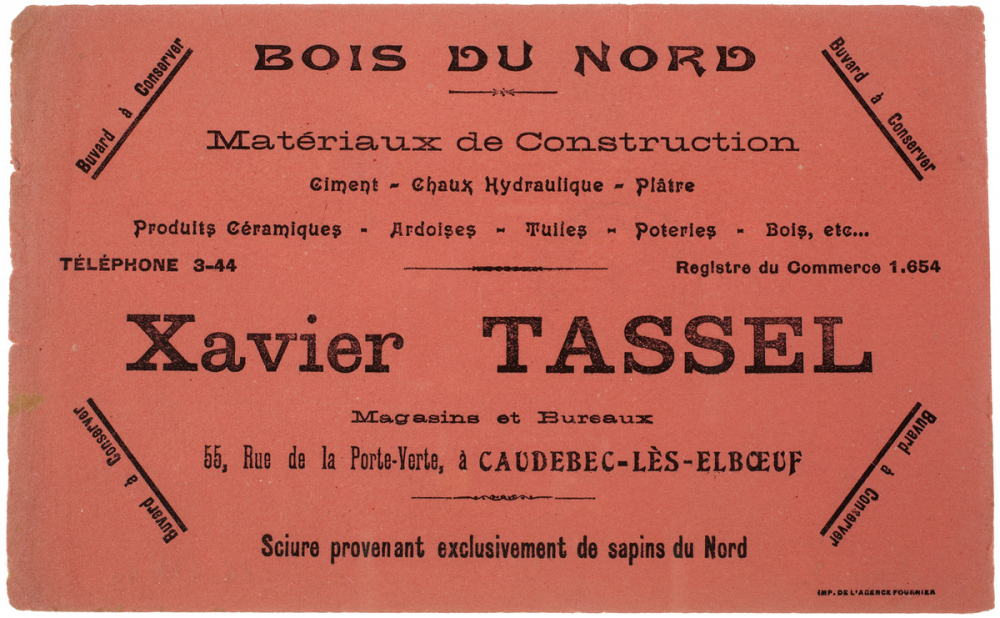 Buvard à Conserver
BOIS DU NORD
Buvard à Conserver
Matériaux de Construction
Ciment - Chaux Hydraulique - Plâtre
Produits Céramiques - Ardoises - Tuiles - Poteries - Bois, etc...
TÉLÉPHONE 3-44
Registre du Commerce 1.654
Xavier TASSEL
Magasins et Bureaux
55, Rue de la Porte-Verte, à CAUDEBEC-LÈS-ELBŒUF
Buvard à Conserver
Buvard à Conserver
Sciure provenant exclusivement de sapins du Nord
IMP. DE L'AGENCE FOURNIER